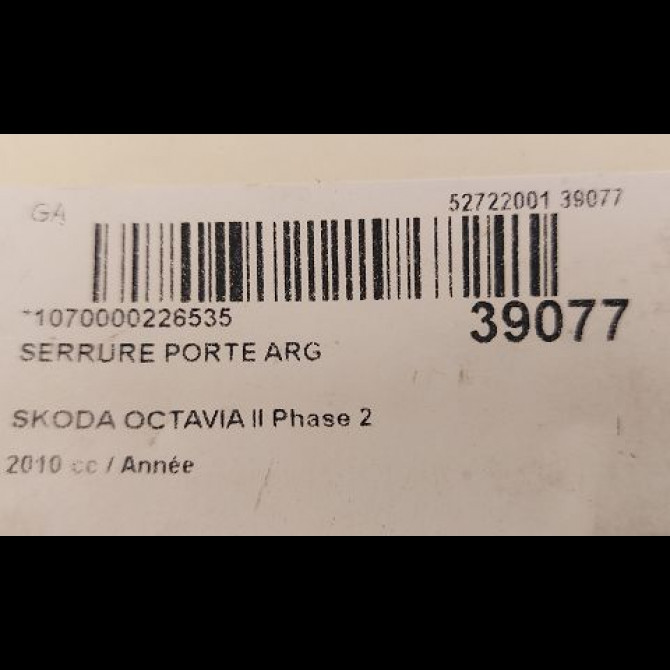 GA
52722001 39077
*1070000226535
39077
SERRURE PORTE ARG
SKODA OCTAVIA II Phase 2
2010 cc / Année